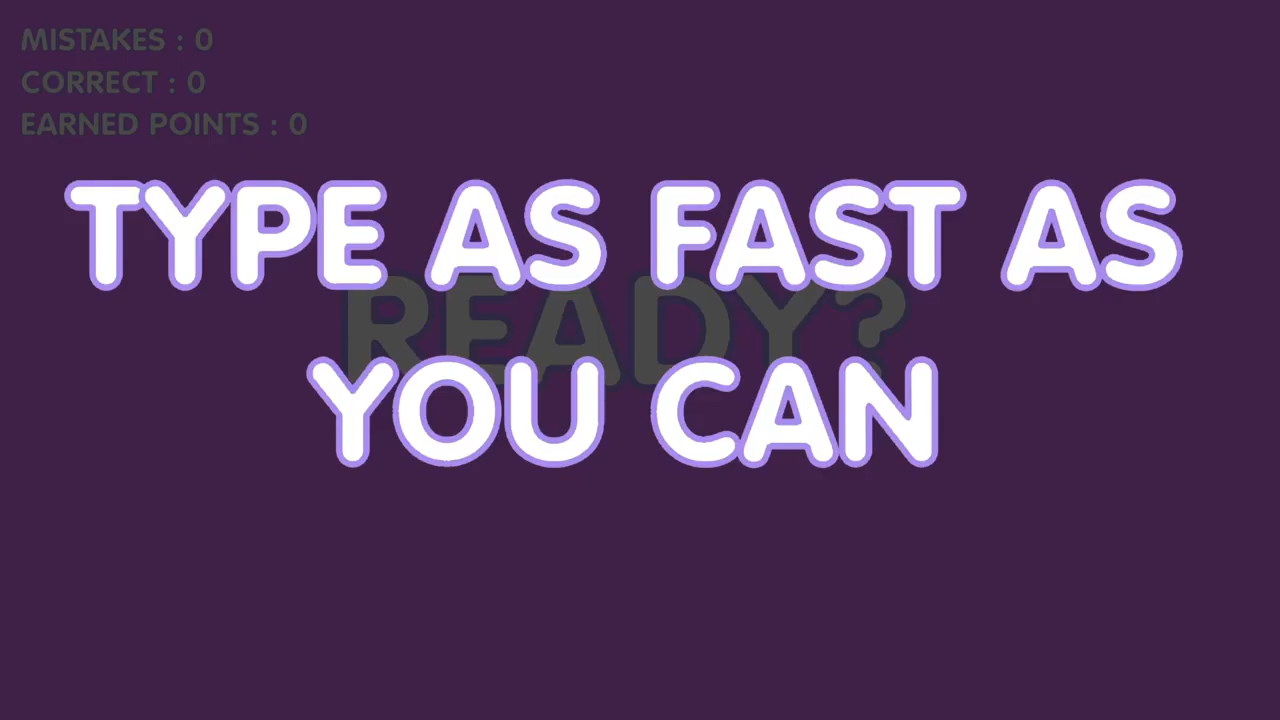 MISTAKES : 0
CORRECT : 0
EARNED POINTS : 0
TYPE AS FAST AS
READY?
YOU CAN